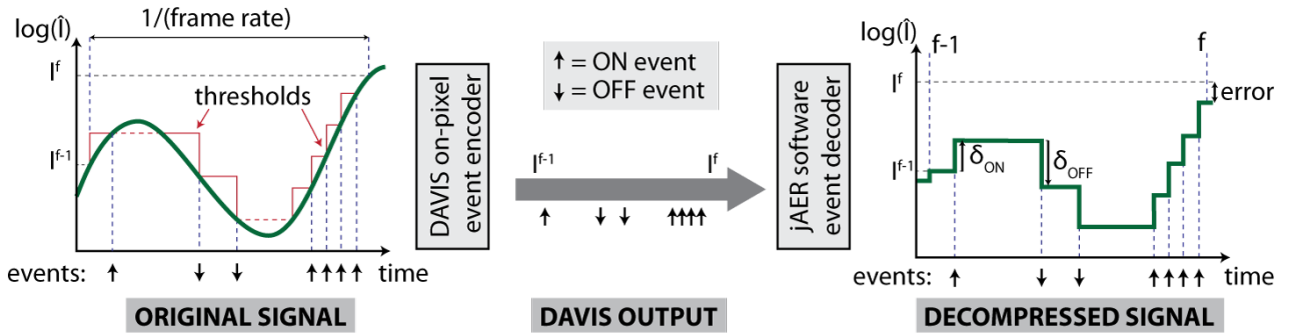 log(Î)
1/(frame rate)
I^f
thresholds
I^f-1
events: ↑ ↓ ↓ ↑ ↑ ↑ ↑ time
ORIGINAL SIGNAL
DAVIS on-pixel
event encoder
↑ = ON event
↓ = OFF event
I^f-1 I^f
↑ ↓ ↓ ↑ ↑ ↑ ↑
DAVIS OUTPUT
jAER software
event decoder
log(Î)
f-1 f
I^f
error
I^f-1
δ_ON
δ_OFF
events: ↑ ↓ ↓ ↑ ↑ ↑ ↑ time
DECOMPRESSED SIGNAL